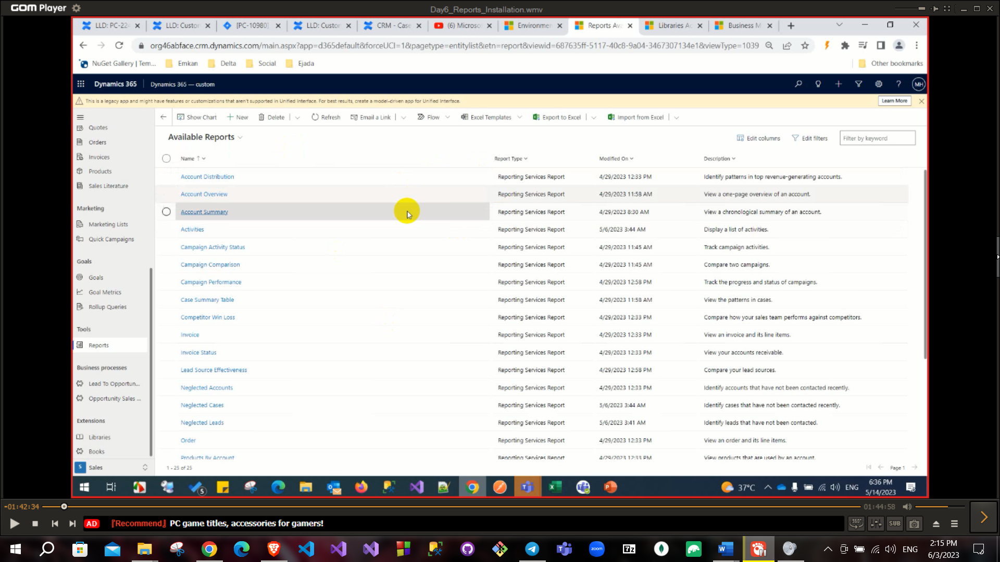 GOM Player
Day6_Reports_Installation.wmv
LLD: PC-224
LLD: Custon
[PC-10980]
LLD: Custo
CRM - Case
(6) Microso
Environmen
Reports Ava
Libraries Ac
Business M
org46abface.crm.dynamics.com/main.aspx?app=d365default&forceUCI=1&pagetype=entitylist&etn=report&viewid=687635ff-5117-40c8-9a04-3467307134e1&viewType=1039
NuGet Gallery | Tem...
Emkan
Delta
Social
Ejada
Other bookmarks
Dynamics 365
Dynamics 365 — custom
MH
This is a legacy app and might have features or customizations that aren't supported in Unified Interface. For best results, create a model-driven app for Unified Interface.
Learn More
Show Chart
New
Delete
Refresh
Email a Link
Flow
Excel Templates
Export to Excel
Import from Excel
Quotes
Orders
Invoices
Products
Sales Literature
Marketing
Marketing Lists
Quick Campaigns
Goals
Goals
Goal Metrics
Rollup Queries
Tools
Reports
Business processes
Lead To Opportun...
Opportunity Sales ...
Extensions
Libraries
Books
S
Sales
Available Reports
Edit columns
Edit filters
Filter by keyword
Name Report Type Modified On Description
Account Distribution Reporting Services Report 4/29/2023 12:33 PM Identify patterns in top revenue-generating accounts.
Account Overview Reporting Services Report 4/29/2023 11:58 AM View a one-page overview of an account.
Account Summary Reporting Services Report 4/29/2023 8:30 AM View a chronological summary of an account.
Activities Reporting Services Report 5/6/2023 3:44 AM Display a list of activities.
Campaign Activity Status Reporting Services Report 4/29/2023 11:45 AM Track campaign activities.
Campaign Comparison Reporting Services Report 4/29/2023 11:45 AM Compare two campaigns.
Campaign Performance Reporting Services Report 4/29/2023 12:58 PM Track the progress and status of campaigns.
Case Summary Table Reporting Services Report 4/29/2023 11:58 AM View the patterns in cases.
Competitor Win Loss Reporting Services Report 4/29/2023 12:33 PM Compare how your sales team performs against competitors.
Invoice Reporting Services Report 4/29/2023 12:33 PM View an invoice and its line items.
Invoice Status Reporting Services Report 4/29/2023 12:33 PM View your accounts receivable.
Lead Source Effectiveness Reporting Services Report 4/29/2023 12:58 PM Compare your lead sources.
Neglected Accounts Reporting Services Report 4/29/2023 12:33 PM Identify accounts that have not been contacted recently.
Neglected Cases Reporting Services Report 5/6/2023 3:44 AM Identify cases that have not been contacted recently.
Neglected Leads Reporting Services Report 5/6/2023 3:41 AM Identify leads that have not been contacted.
Order Reporting Services Report 4/29/2023 12:33 PM View an order and its line items.
Products By Account Reporting Services Report 4/29/2023 12:33 PM View products that are used by an account.
1 - 25 of 25
Page 1
5
37°C
ENG
6:36 PM
5/14/2023
-01:42:34
01:44:58
AD
『Recommend』 PC game titles, accessories for gamers!
360°
SUB
zoom
7z
ENG
2:15 PM
6/3/2023